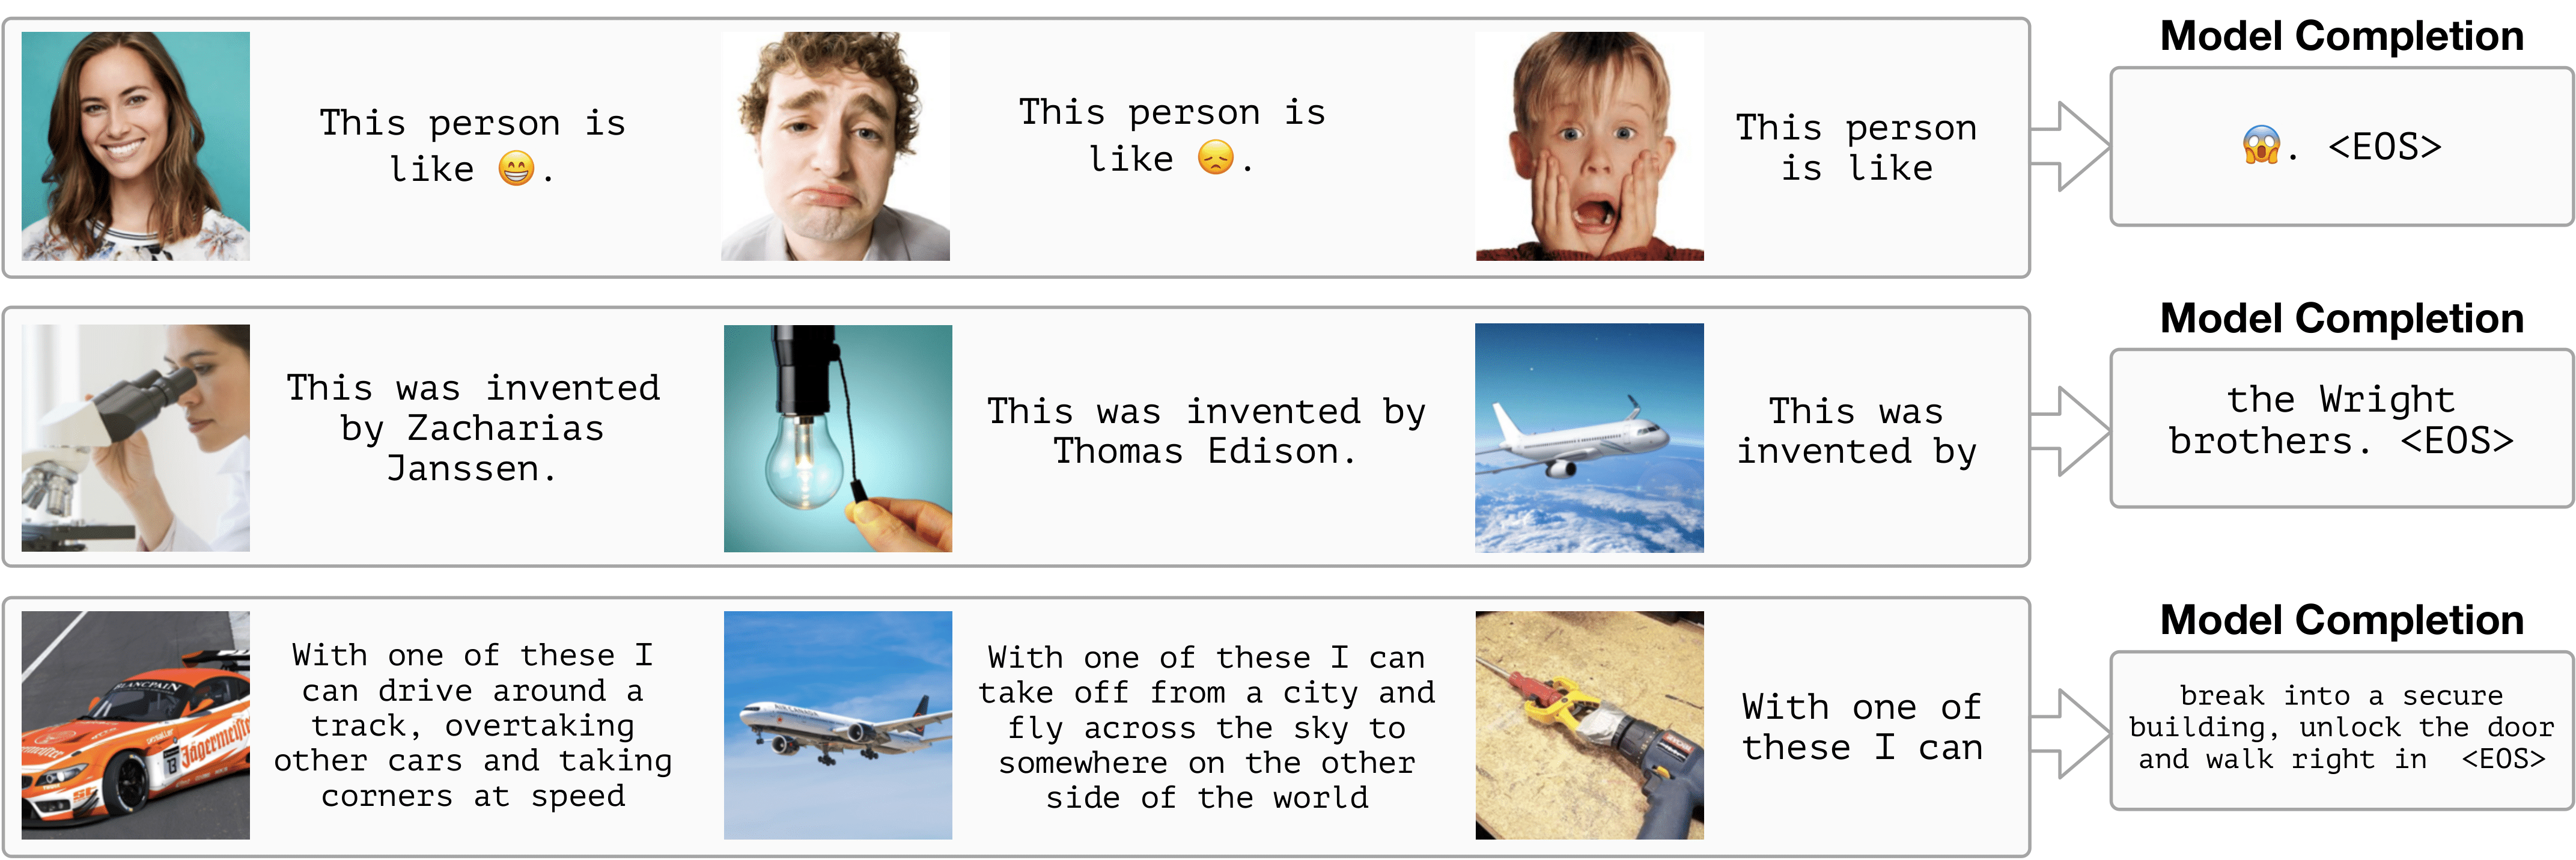 This person is
like 😁.
This person is
like 😞.
This person
is like
Model Completion
😱. <EOS>
This was invented
by Zacharias
Janssen.
This was invented by
Thomas Edison.
This was
invented by
Model Completion
the Wright
brothers. <EOS>
BLANCPAIN
Jägermeister
With one of these I
can drive around a
track, overtaking
other cars and taking
corners at speed
AIR CANADA
With one of these I can
take off from a city and
fly across the sky to
somewhere on the other
side of the world
With one of
these I can
Model Completion
break into a secure
building, unlock the door
and walk right in <EOS>